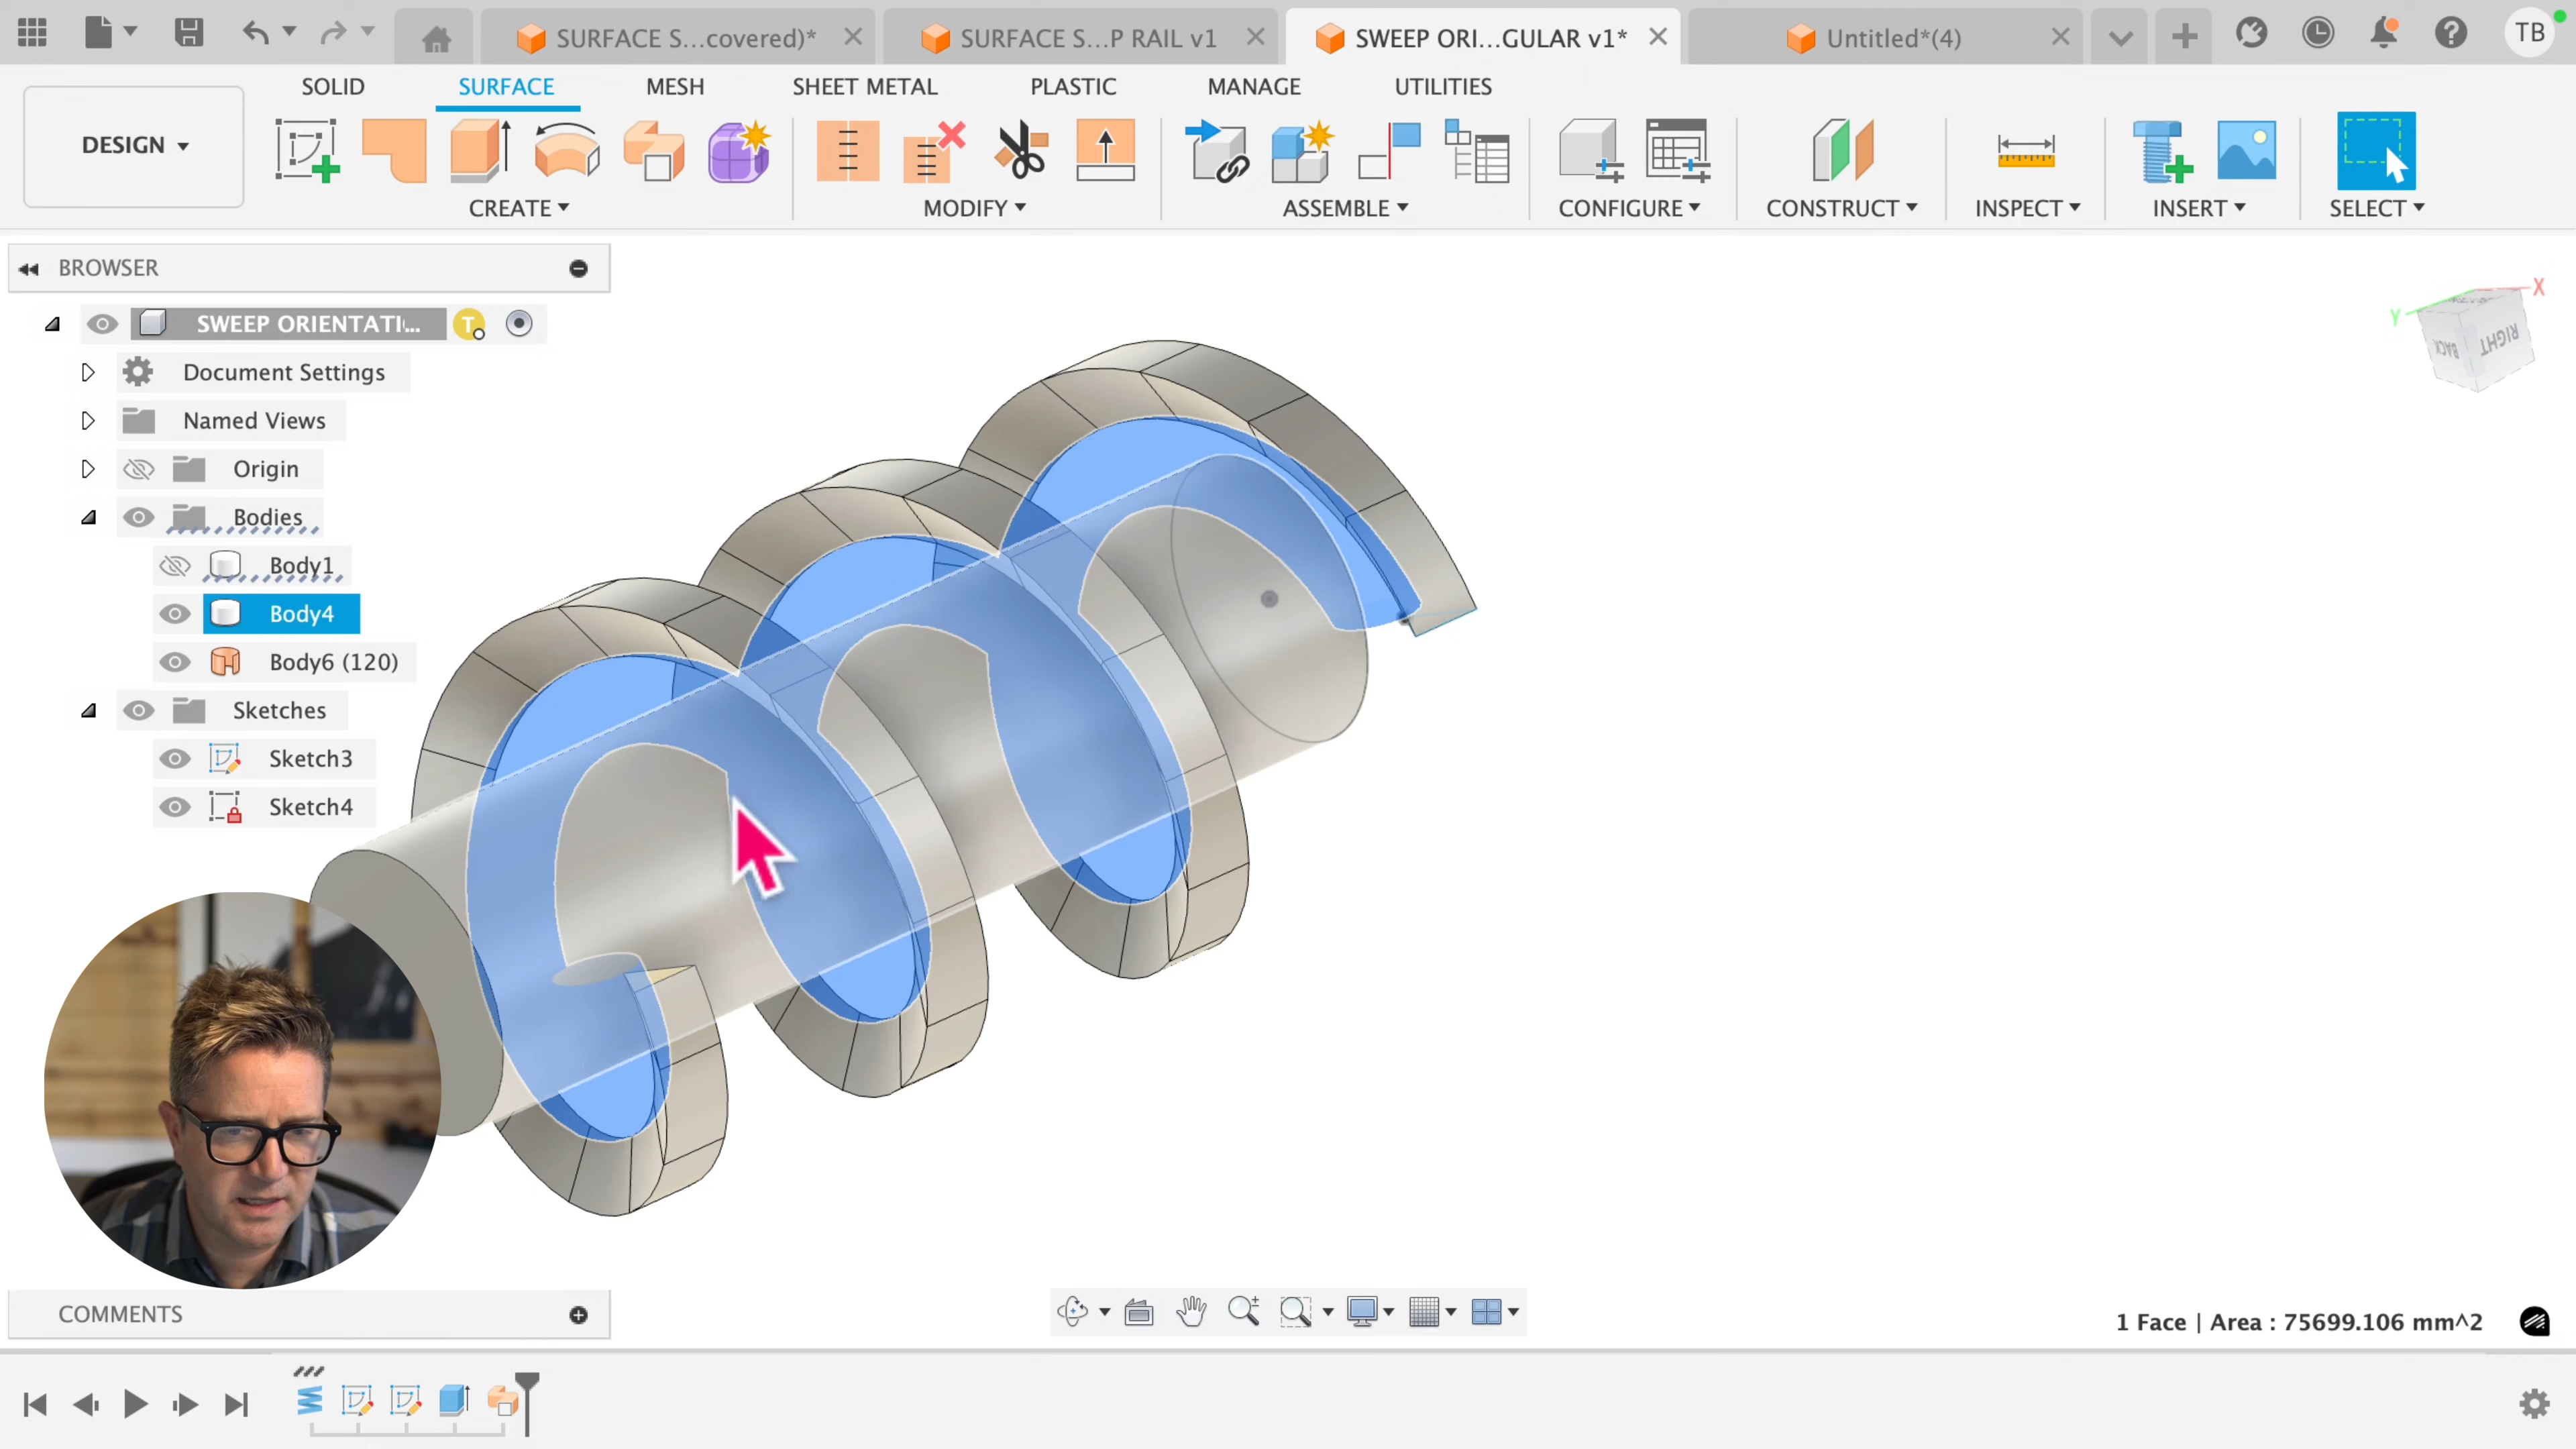 SURFACE S...covered)*
SURFACE S...P RAIL v1
SWEEP ORI...GULAR v1*
Untitled*(4)
TB
SOLID
SURFACE
MESH
SHEET METAL
PLASTIC
MANAGE
UTILITIES
DESIGN
CREATE
MODIFY
ASSEMBLE
CONFIGURE
CONSTRUCT
INSPECT
INSERT
SELECT
BROWSER
SWEEP ORIENTATI...
T
Document Settings
Named Views
Origin
Bodies
Body1
Body4
Body6 (120)
Sketches
Sketch3
Sketch4
X
Y
BACK
RIGHT
COMMENTS
1 Face | Area : 75699.106 mm^2